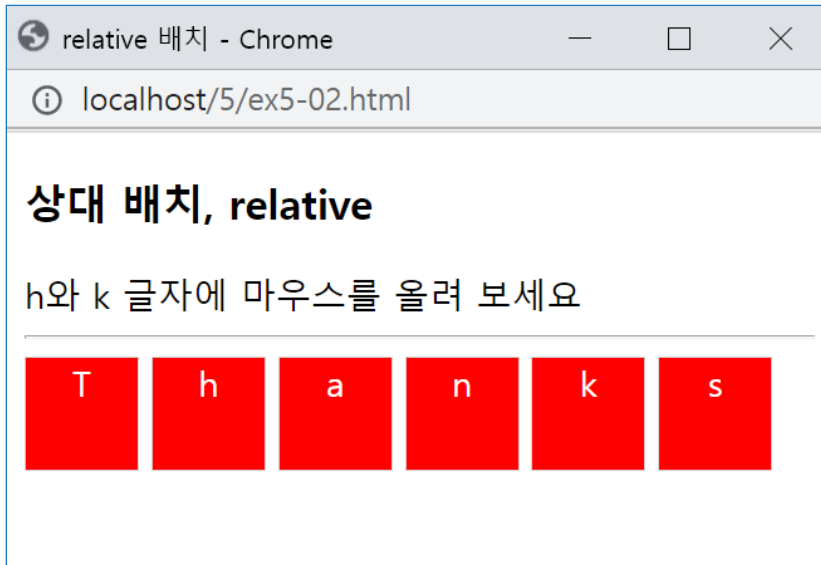 relative 배치 - Chrome
localhost/5/ex5-02.html
상대 배치, relative
h와 k 글자에 마우스를 올려 보세요
T h a n k s